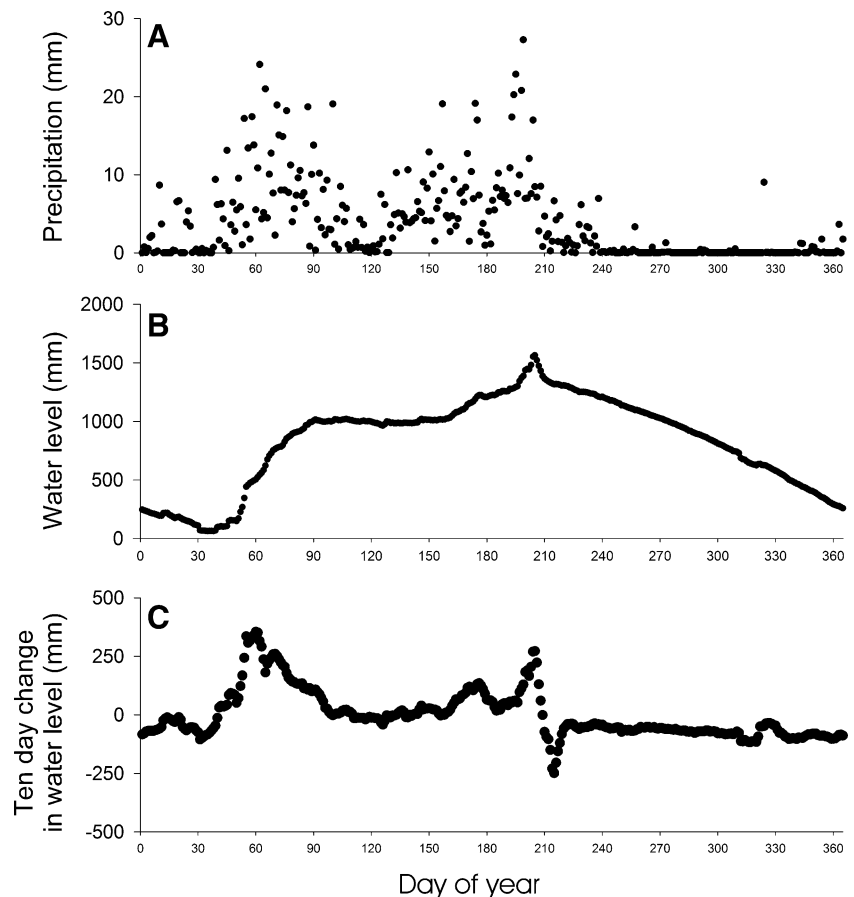 30
20
10
0
Precipitation (mm)
A
0 30 60 90 120 150 180 210 240 270 300 330 360
2000
1500
1000
500
0
Water level (mm)
B
0 30 60 90 120 150 180 210 240 270 300 330 360
500
250
0
-250
-500
Ten day change
in water level (mm)
C
0 30 60 90 120 150 180 210 240 270 300 330 360
Day of year